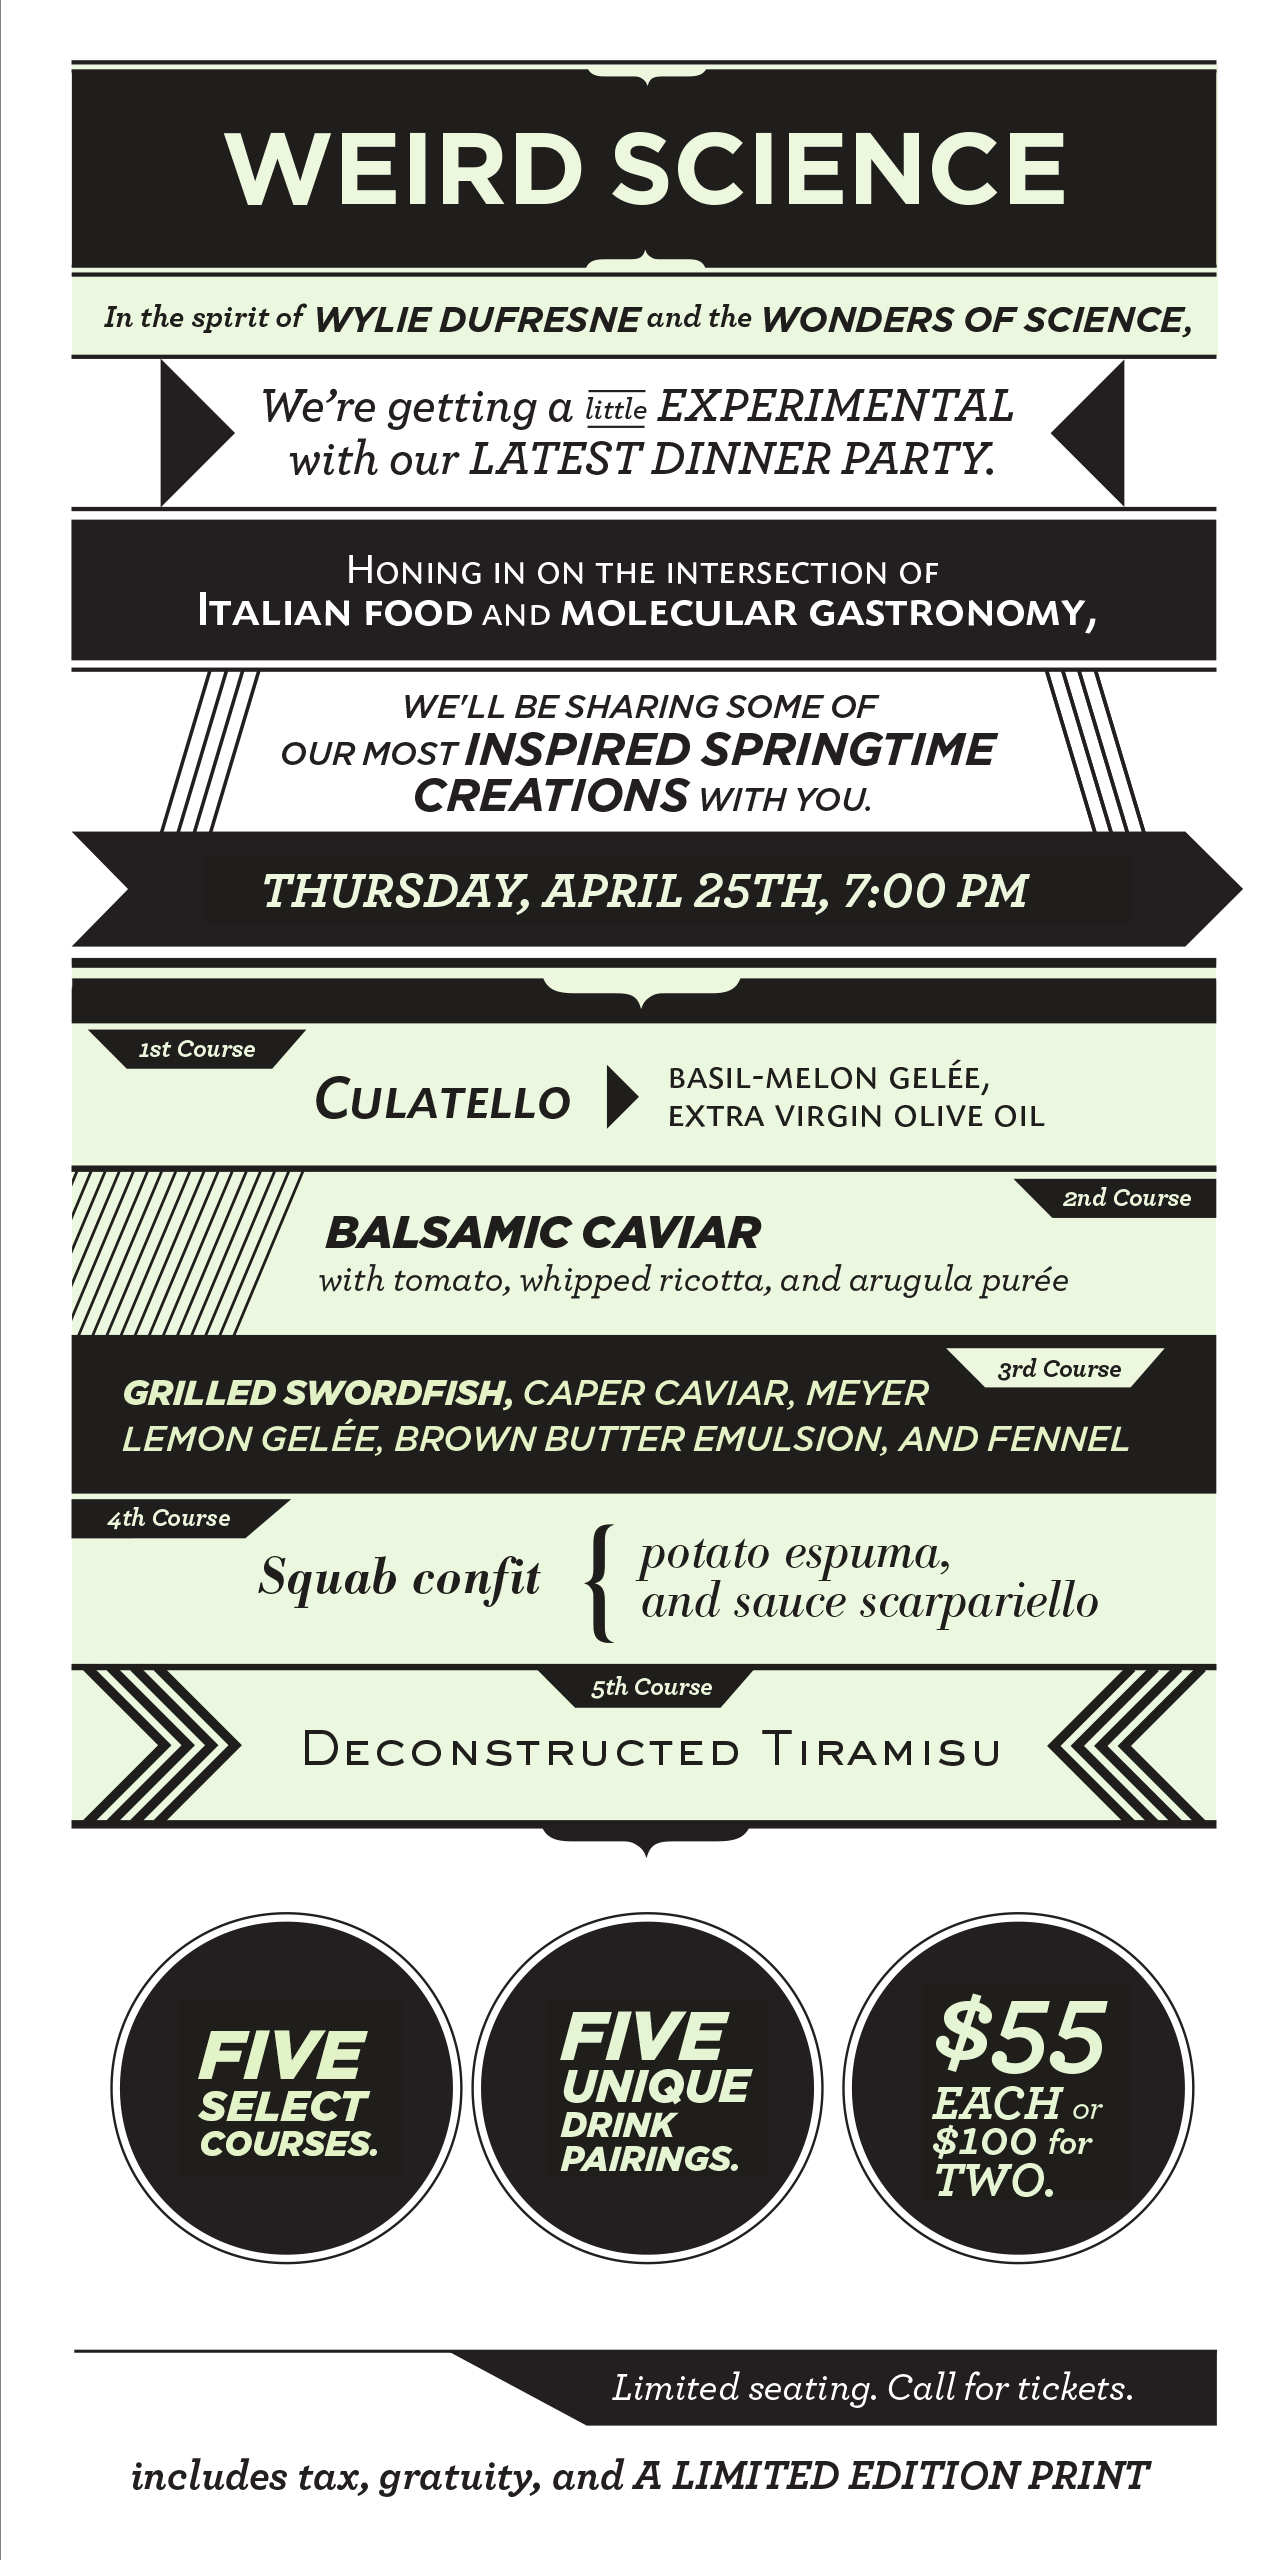 WEIRD SCIENCE
In the spirit of WYLIE DUFRESNE and the WONDERS OF SCIENCE,
We're getting a little EXPERIMENTAL
with our LATEST DINNER PARTY.
HONING IN ON THE INTERSECTION OF
ITALIAN FOOD AND MOLECULAR GASTRONOMY,
WE'LL BE SHARING SOME OF
OUR MOST INSPIRED SPRINGTIME
CREATIONS WITH YOU.
THURSDAY, APRIL 25TH, 7:00 PM
1st Course
CULATELLO
BASIL-MELON GELÉE,
EXTRA VIRGIN OLIVE OIL
2nd Course
BALSAMIC CAVIAR
with tomato, whipped ricotta, and arugula purée
3rd Course
GRILLED SWORDFISH, CAPER CAVIAR, MEYER
LEMON GELÉE, BROWN BUTTER EMULSION, AND FENNEL
4th Course
Squab confit {
potato espuma,
and sauce scarpariello
5th Course
DECONSTRUCTED TIRAMISU
FIVE
SELECT
COURSES.
FIVE
UNIQUE
DRINK
PAIRINGS.
$55
EACH or
$100 for
TWO.
Limited seating. Call for tickets.
includes tax, gratuity, and A LIMITED EDITION PRINT